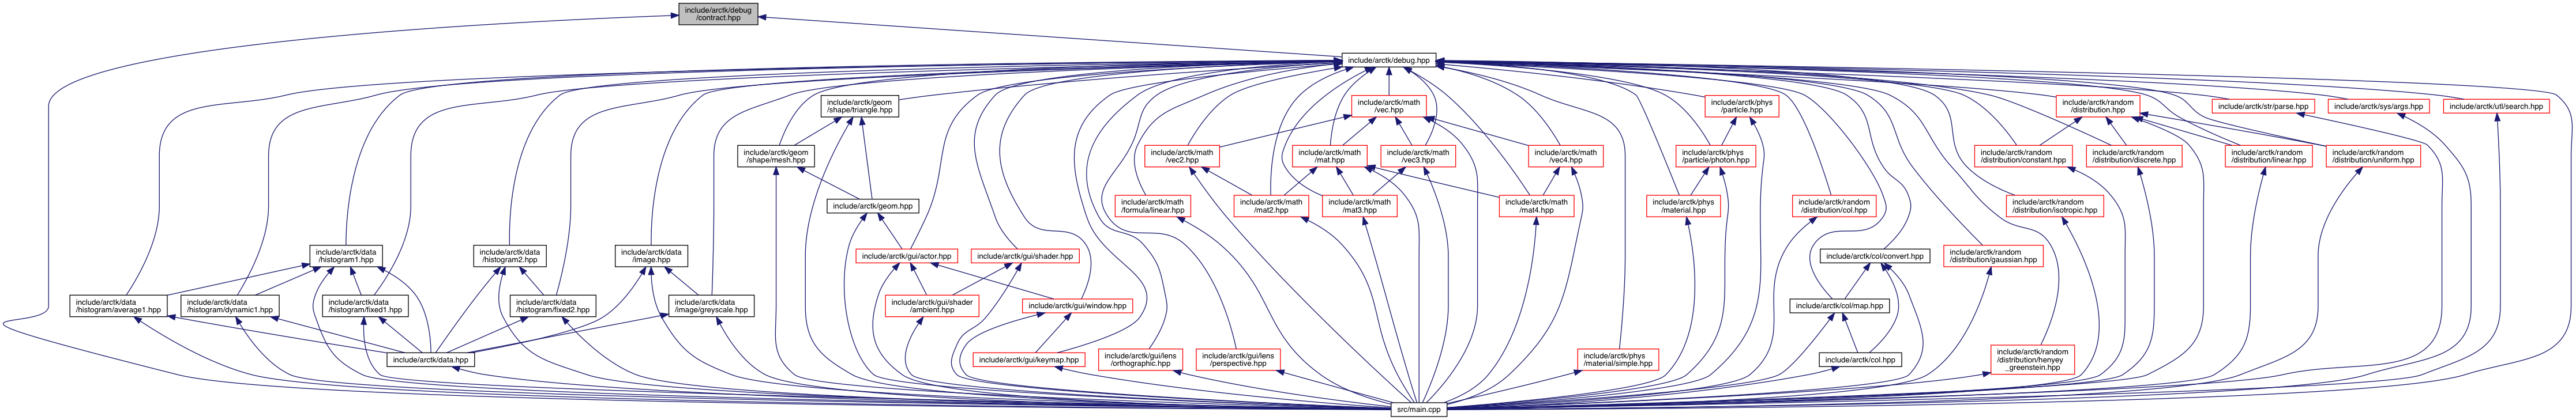 include/arctk/debug
/contract.hpp
include/arctk/debug.hpp
include/arctk/geom
/shape/triangle.hpp
include/arctk/math
/vec.hpp
include/arctk/phys
/particle.hpp
include/arctk/random
/distribution.hpp
include/arctk/str/parse.hpp
include/arctk/sys/args.hpp
include/arctk/utl/search.hpp
include/arctk/geom
/shape/mesh.hpp
include/arctk/math
/vec2.hpp
include/arctk/math
/mat.hpp
include/arctk/math
/vec3.hpp
include/arctk/math
/vec4.hpp
include/arctk/phys
/particle/photon.hpp
include/arctk/random
/distribution/constant.hpp
include/arctk/random
/distribution/discrete.hpp
include/arctk/random
/distribution/linear.hpp
include/arctk/random
/distribution/uniform.hpp
include/arctk/geom.hpp
include/arctk/math
/formula/linear.hpp
include/arctk/math
/mat2.hpp
include/arctk/math
/mat3.hpp
include/arctk/math
/mat4.hpp
include/arctk/phys
/material.hpp
include/arctk/random
/distribution/col.hpp
include/arctk/random
/distribution/isotropic.hpp
include/arctk/data
/histogram1.hpp
include/arctk/data
/histogram2.hpp
include/arctk/data
/image.hpp
include/arctk/gui/actor.hpp
include/arctk/gui/shader.hpp
include/arctk/col/convert.hpp
include/arctk/random
/distribution/gaussian.hpp
include/arctk/data
/histogram/average1.hpp
include/arctk/data
/histogram/dynamic1.hpp
include/arctk/data
/histogram/fixed1.hpp
include/arctk/data
/histogram/fixed2.hpp
include/arctk/data
/image/greyscale.hpp
include/arctk/gui/shader
/ambient.hpp
include/arctk/gui/window.hpp
include/arctk/col/map.hpp
include/arctk/data.hpp
include/arctk/gui/keymap.hpp
include/arctk/gui/lens
/orthographic.hpp
include/arctk/gui/lens
/perspective.hpp
include/arctk/phys
/material/simple.hpp
include/arctk/col.hpp
include/arctk/random
/distribution/henyey
_greenstein.hpp
src/main.cpp